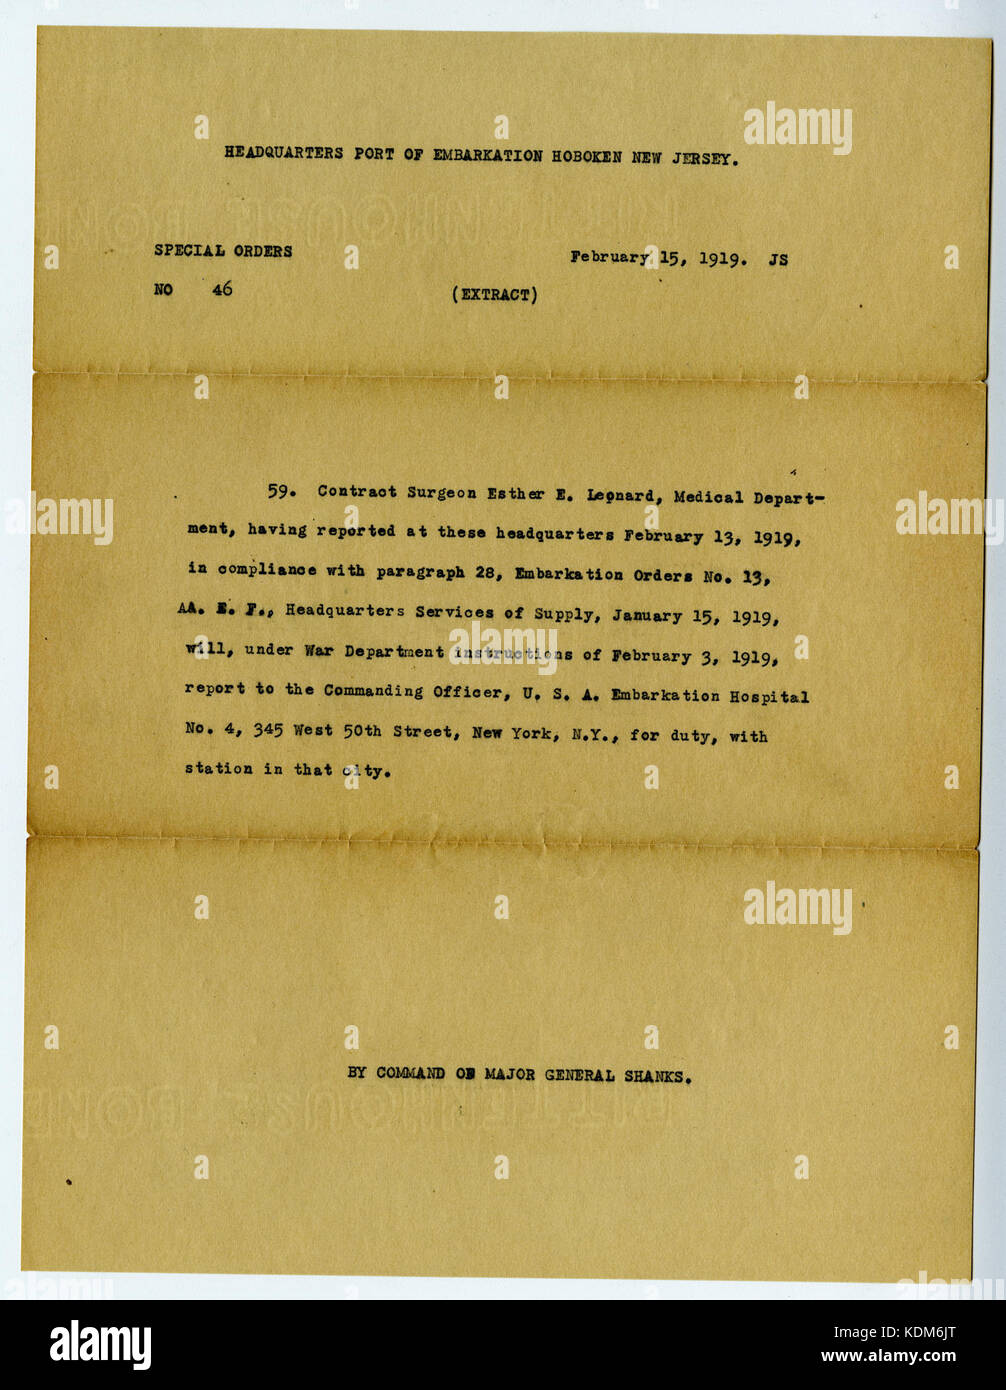 HEADQUARTERS PORT OF EMBARKATION HOBOKEN NEW JERSEY.
SPECIAL ORDERS February 15, 1919. JS
NO 46 (EXTRACT)
59. Contract Surgeon Esther E. Leonard, Medical Depart-
ment, having reported at these headquarters February 13, 1919,
in compliance with paragraph 28, Embarkation Orders No. 13,
AA. E. F., Headquarters Services of Supply, January 15, 1919,
will, under War Department instructions of February 3, 1919,
report to the Commanding Officer, U. S. A. Embarkation Hospital
No. 4, 345 West 50th Street, New York, N.Y., for duty, with
station in that city.
BY COMMAND OF MAJOR GENERAL SHANKS.
alamy
alamy
Image ID: KDM6JT
www.alamy.com